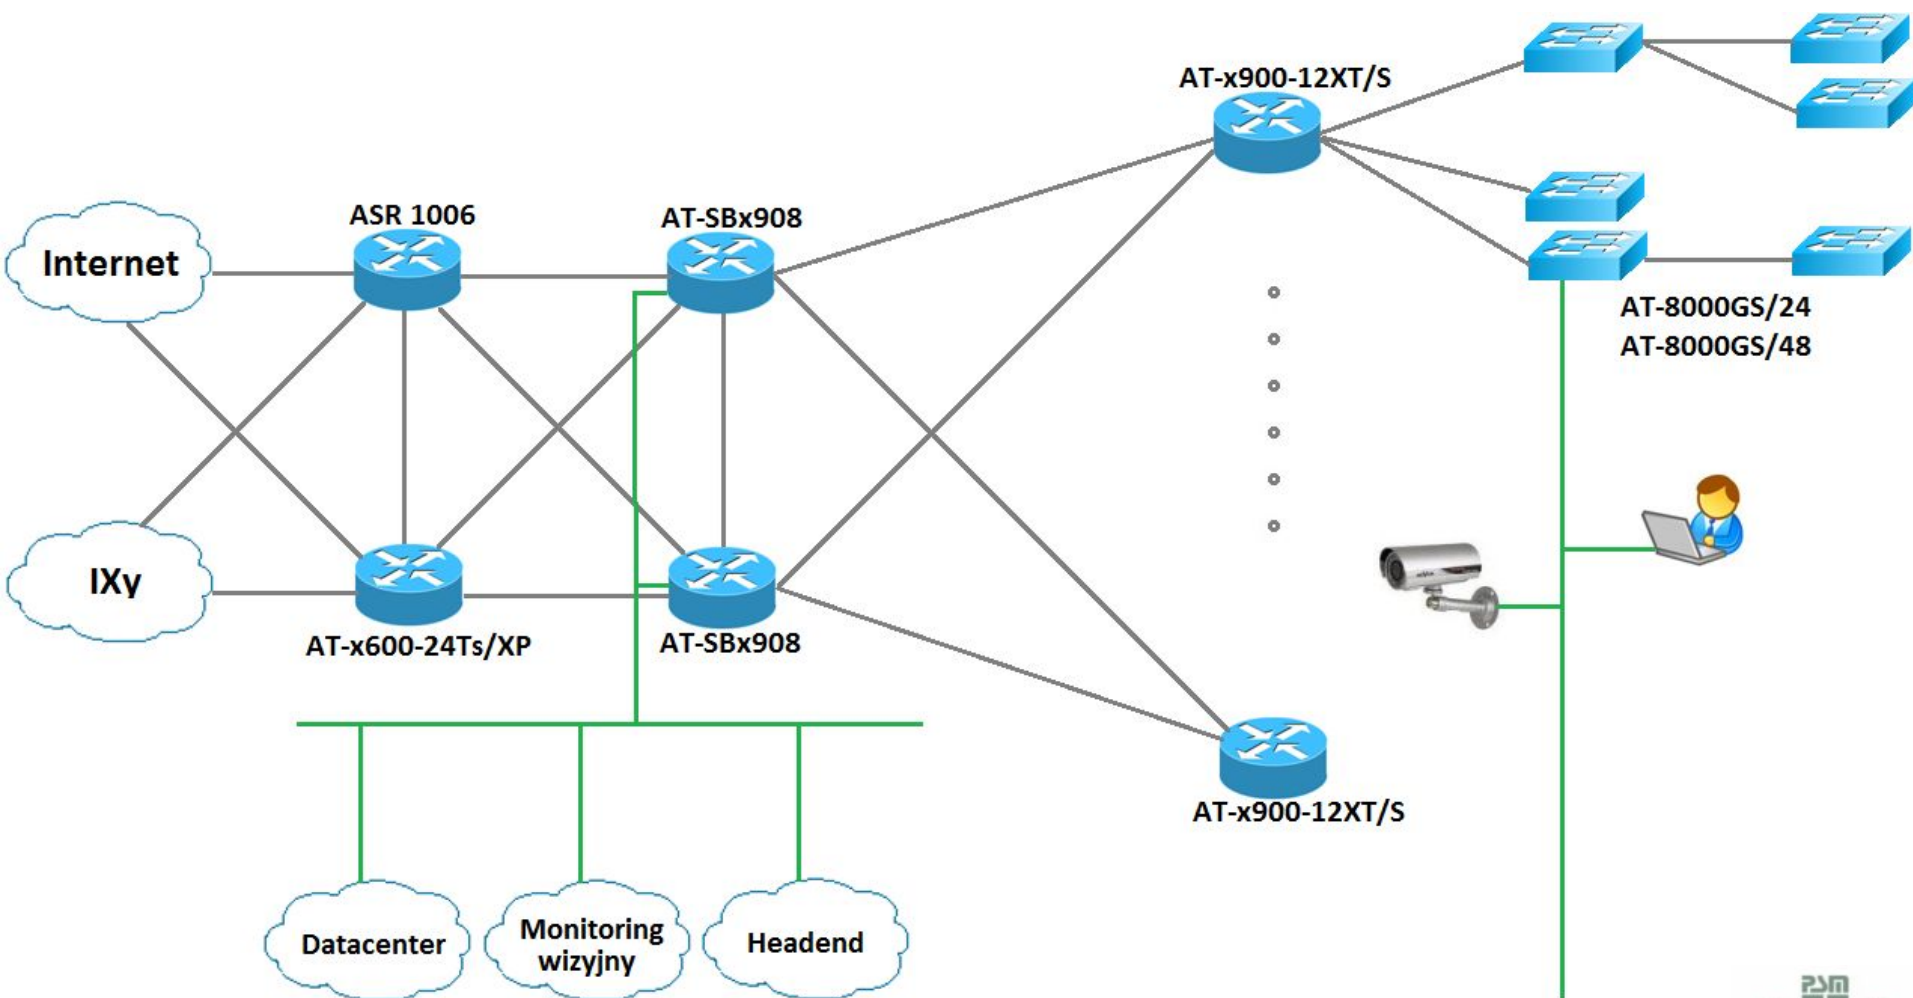 AT-x900-12XT/S
ASR 1006
AT-SBx908
Internet
AT-8000GS/24
AT-8000GS/48
IXy
AT-x600-24Ts/XP
AT-SBx908
AT-x900-12XT/S
Datacenter
Monitoring
wizyjny
Headend
PSM